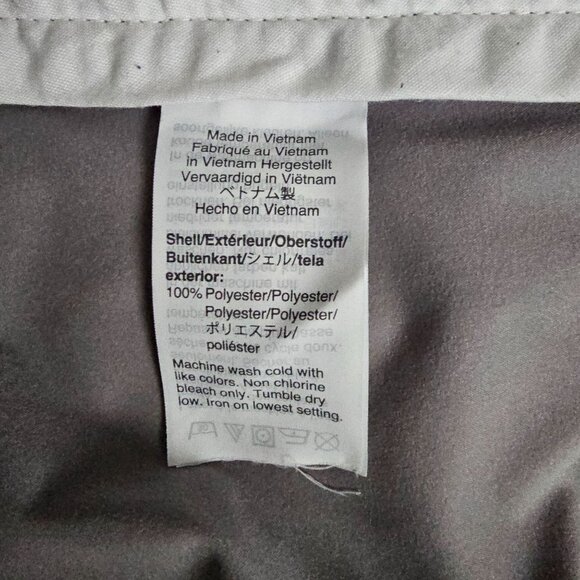 Made in Vietnam
Fabriqué au Vietnam
in Vietnam Hergestellt
Vervaardigd in Viëtnam
ベトナム製
Hecho en Vietnam
Shell/Extérieur/Oberstoff/
Buitenkant/シェル/tela
exterior:
100% Polyester/Polyester/
Polyester/Polyester/
ポリエステル/
poliéster
Machine wash cold with
like colors. Non chlorine
bleach only. Tumble dry
low. Iron on lowest setting.